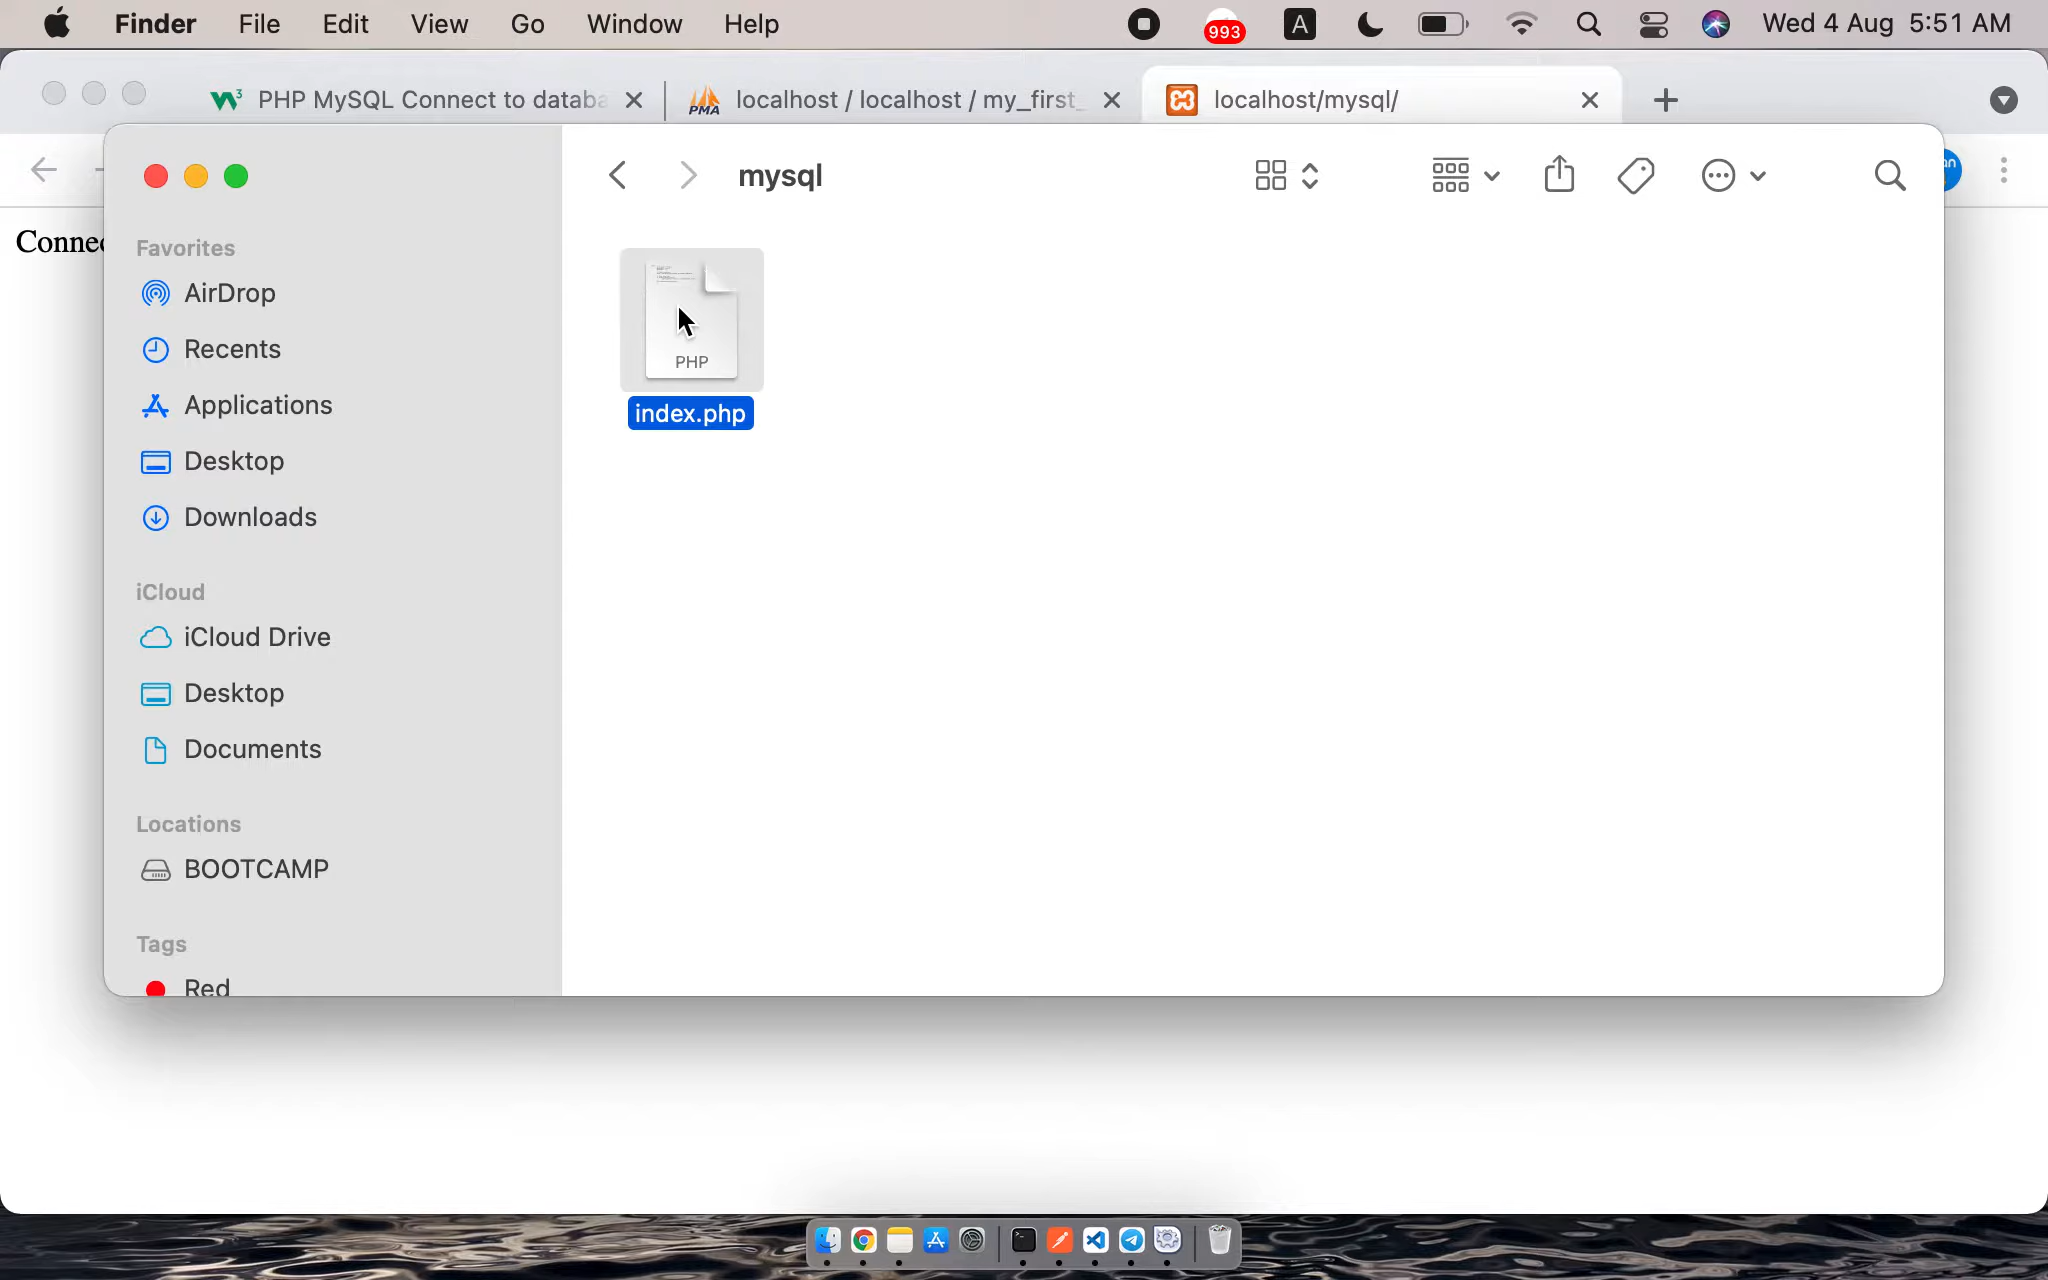 Finder File Edit View Go Window Help 993 A Wed 4 Aug 5:51 AM
PHP MySQL Connect to databa
PMA localhost / localhost / my_first_
localhost/mysql/
mysql
Favorites
AirDrop
Recents
Applications
Desktop
Downloads
iCloud
iCloud Drive
Desktop
Documents
Locations
BOOTCAMP
Tags
Red
PHP
index.php
Connec